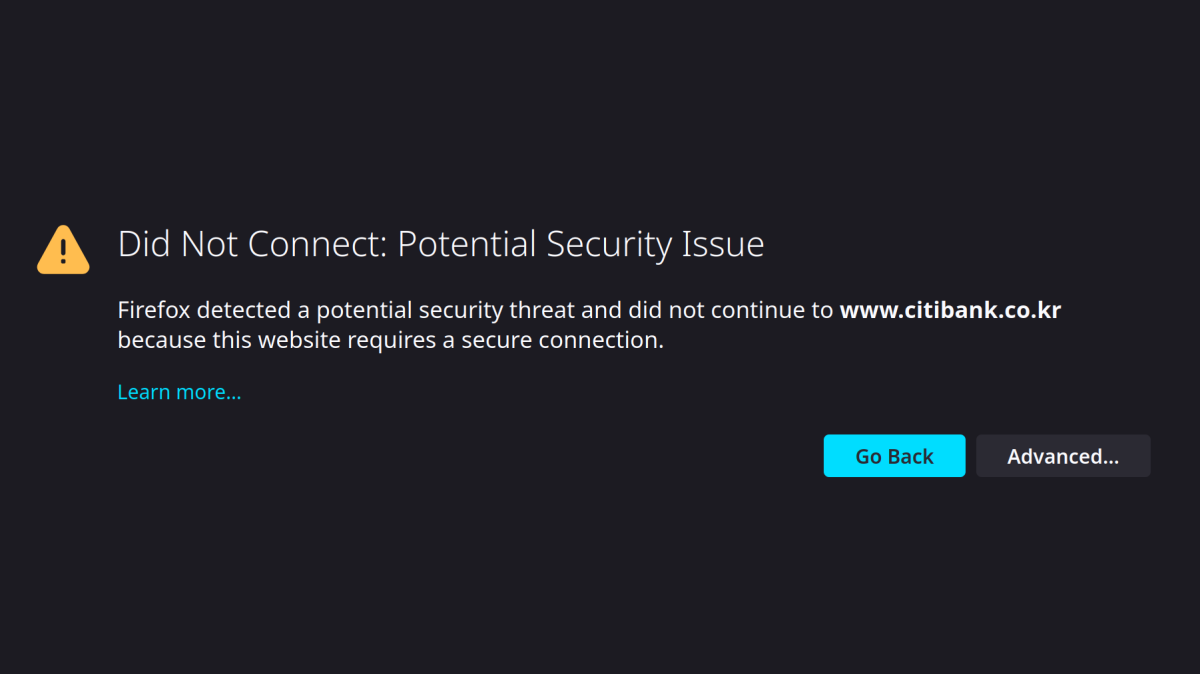 Did Not Connect: Potential Security Issue
Firefox detected a potential security threat and did not continue to www.citibank.co.kr
because this website requires a secure connection.
Learn more...
Go Back
Advanced...